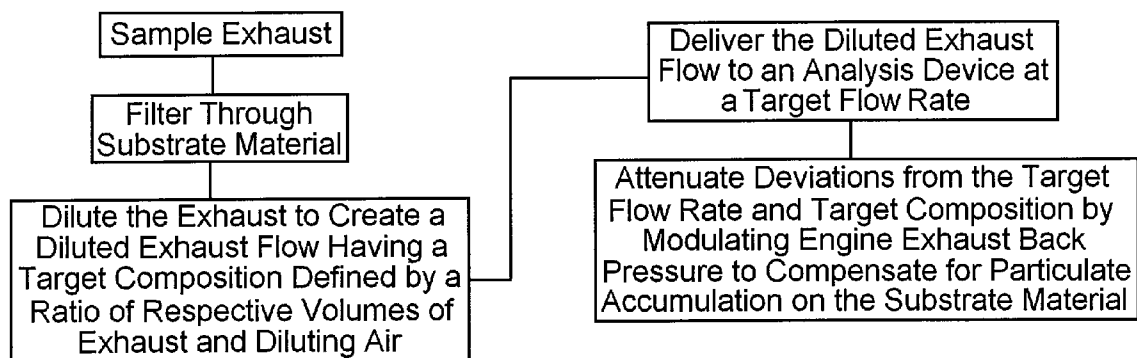 Sample Exhaust
Filter Through
Substrate Material
Dilute the Exhaust to Create a
Diluted Exhaust Flow Having a
Target Composition Defined by a
Ratio of Respective Volumes of
Exhaust and Diluting Air
Deliver the Diluted Exhaust
Flow to an Analysis Device at
a Target Flow Rate
Attenuate Deviations from the Target
Flow Rate and Target Composition by
Modulating Engine Exhaust Back
Pressure to Compensate for Particulate
Accumulation on the Substrate Material